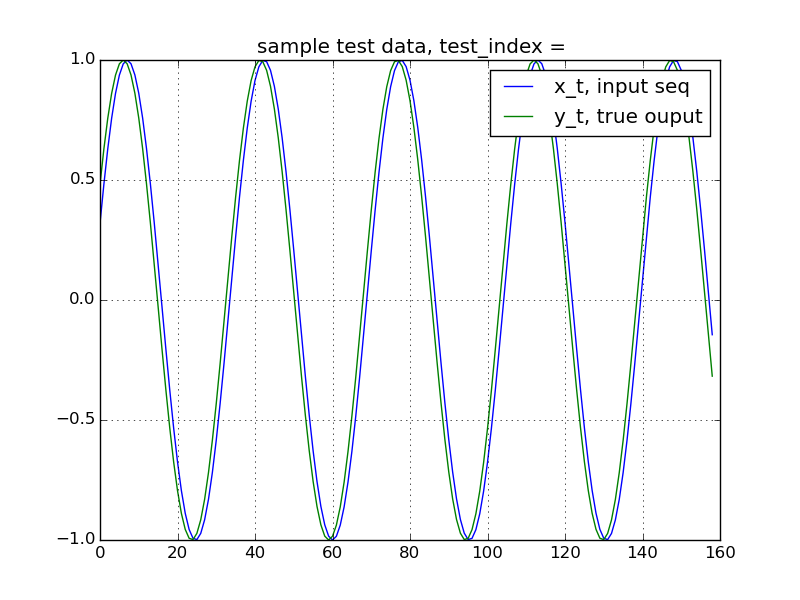 sample test data, test_index =
x_t, input seq
y_t, true ouput
1.0
0.5
0.0
−0.5
−1.0
0 20 40 60 80 100 120 140 160